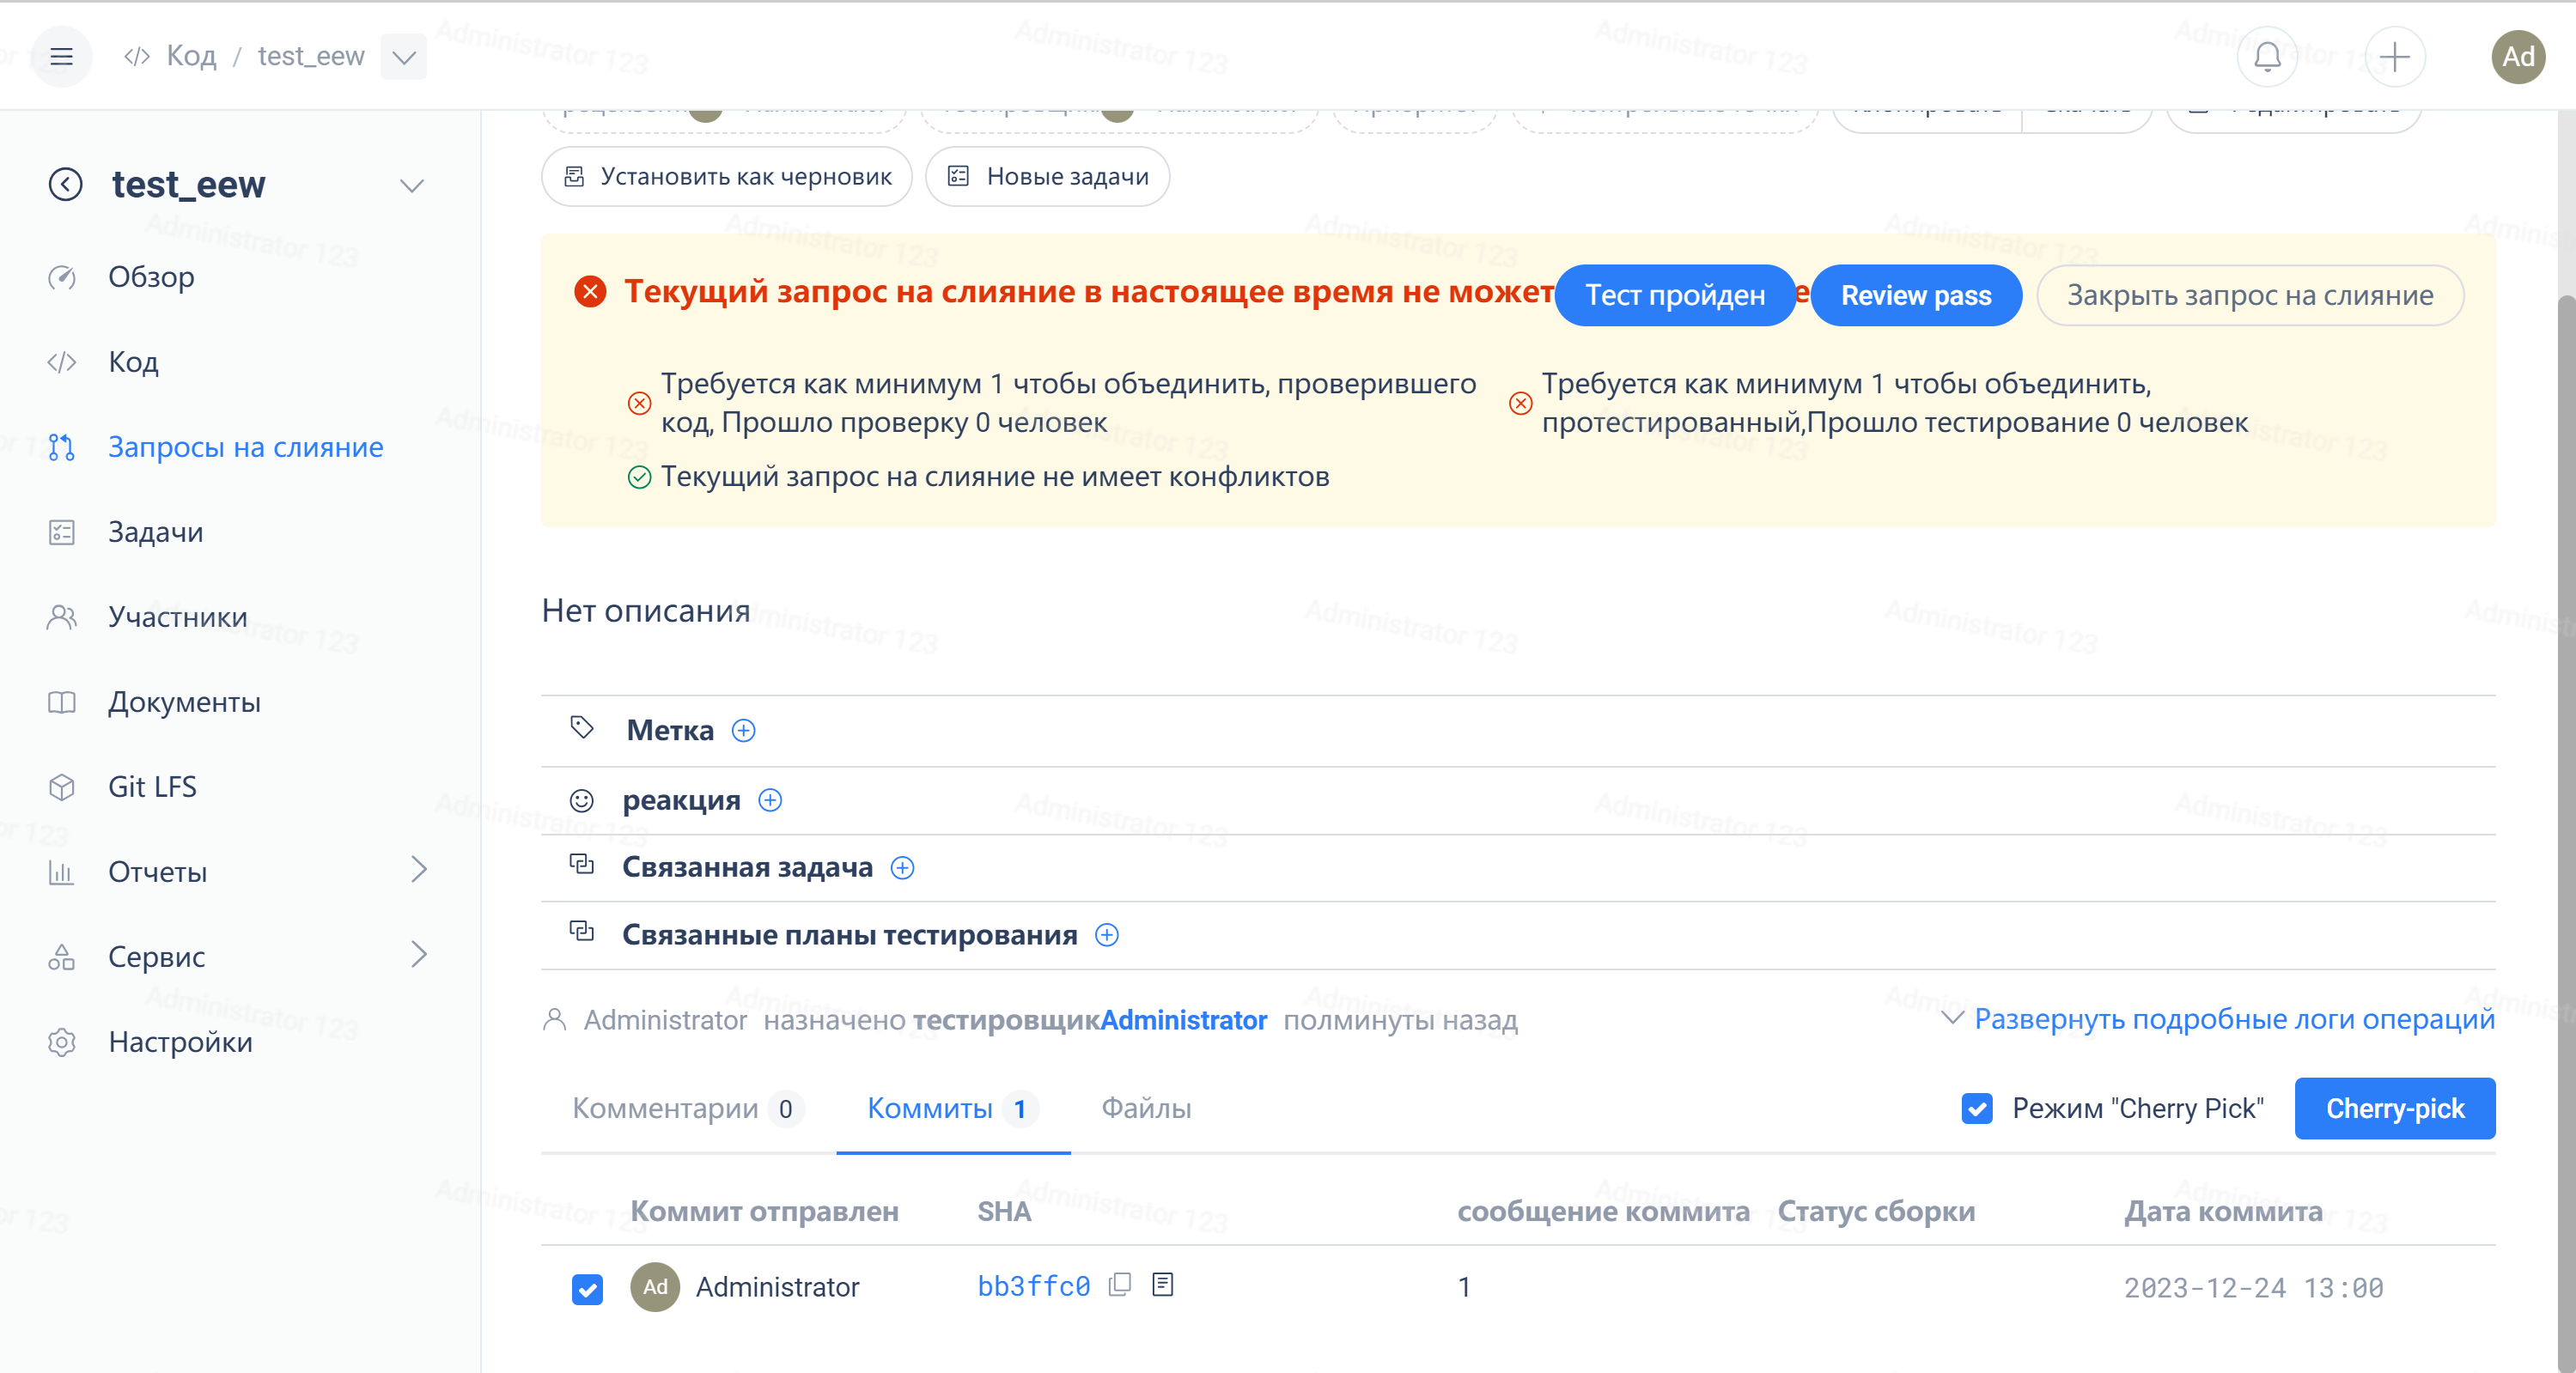 Код / test_eew
Ad
test_eew
Обзор
Код
Запросы на слияние
Задачи
Участники
Документы
Git LFS
Отчеты
Сервис
Настройки
Установить как черновик
Новые задачи
Текущий запрос на слияние в настоящее время не может
Тест пройден
Review pass
Закрыть запрос на слияние
Требуется как минимум 1 чтобы объединить, проверившего
код, Прошло проверку 0 человек
Требуется как минимум 1 чтобы объединить,
протестированный,Прошло тестирование 0 человек
Текущий запрос на слияние не имеет конфликтов
Нет описания
Метка
реакция
Связанная задача
Связанные планы тестирования
Administrator назначено тестировщикAdministrator полминуты назад
Развернуть подробные логи операций
Комментарии 0
Коммиты 1
Файлы
Режим "Cherry Pick"
Cherry-pick
Коммит отправлен SHA сообщение коммита Статус сборки Дата коммита
Ad Administrator bb3ffc0 1 2023-12-24 13:00
Administrator 123